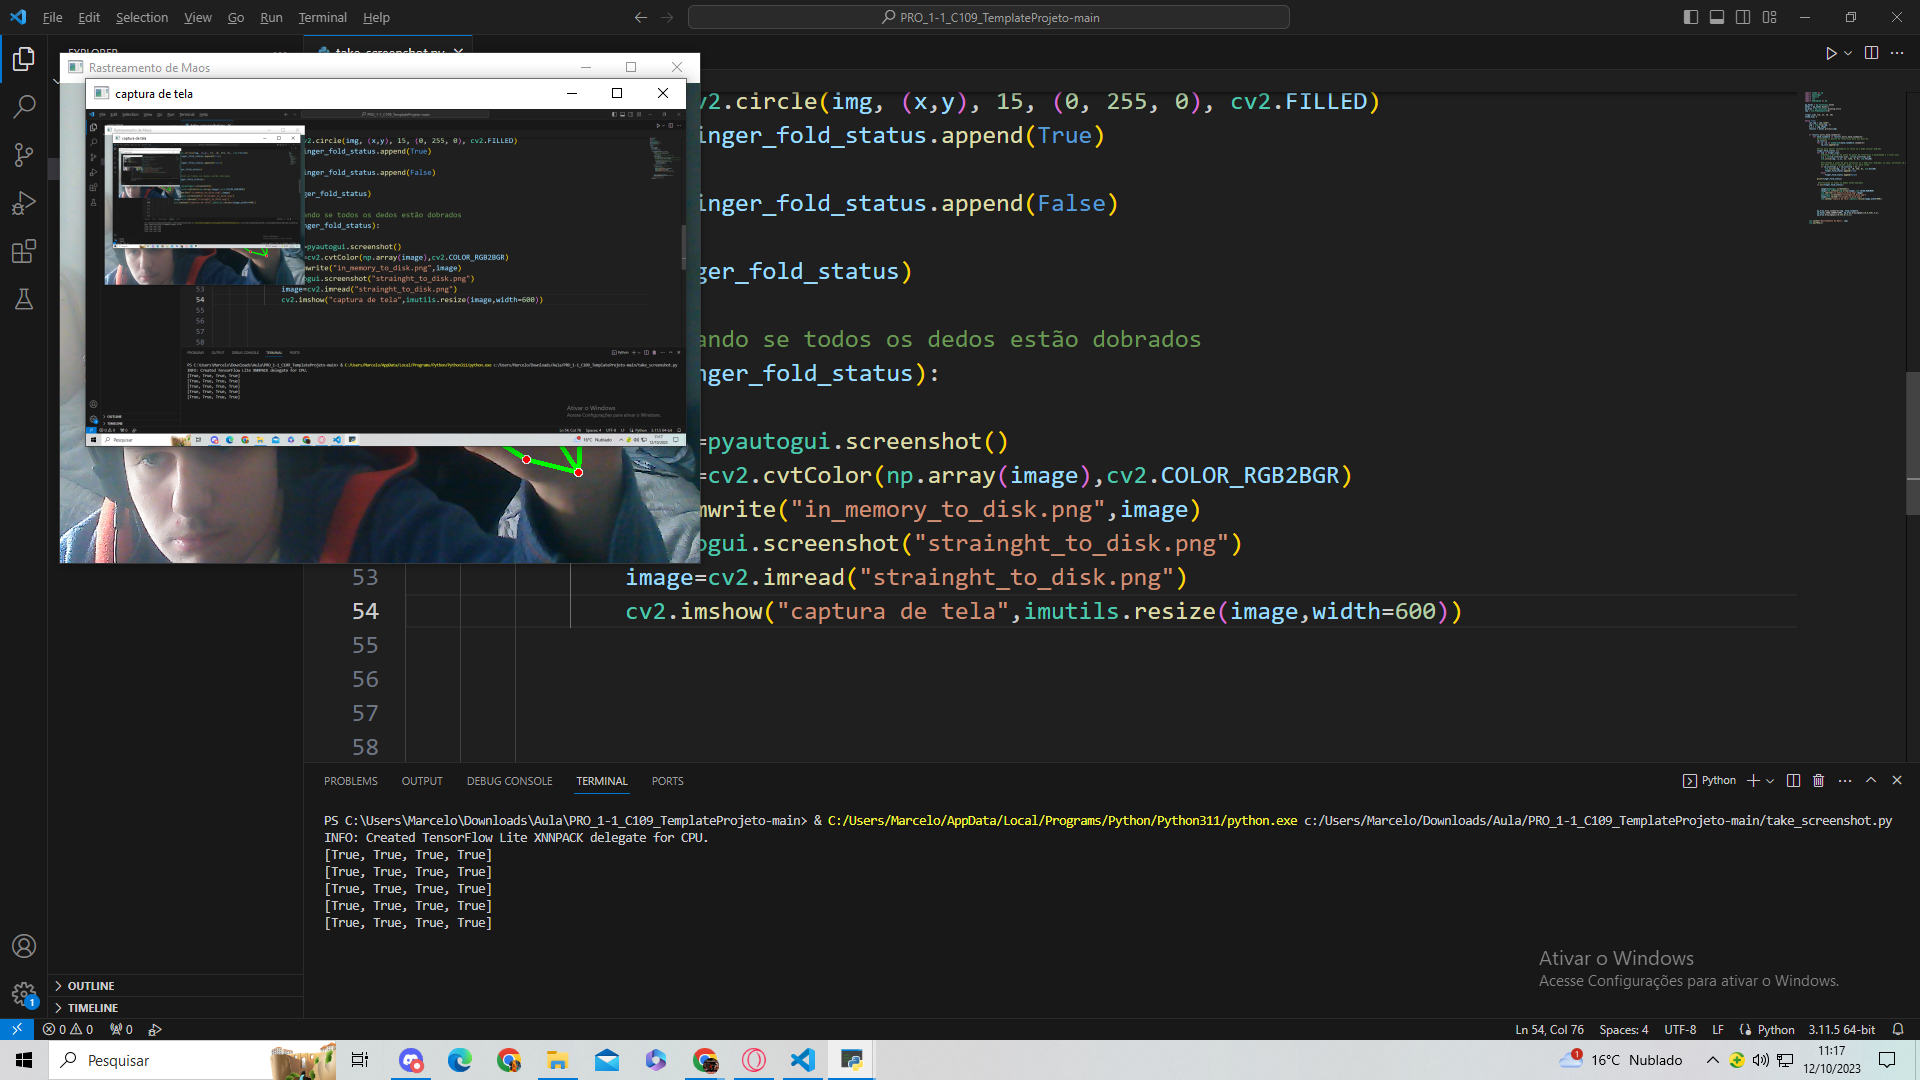 File Edit Selection View Go Run Terminal Help
PRO_1-1_C109_TemplateProjeto-main
Rastreamento de Maos
captura de tela
v2.circle(img, (x,y), 15, (0, 255, 0), cv2.FILLED)
inger_fold_status.append(True)
inger_fold_status.append(False)
ger_fold_status)
ando se todos os dedos estão dobrados
nger_fold_status):
=pyautogui.screenshot()
=cv2.cvtColor(np.array(image),cv2.COLOR_RGB2BGR)
mwrite("in_memory_to_disk.png",image)
ogui.screenshot("strainght_to_disk.png")
53 image=cv2.imread("strainght_to_disk.png")
54 cv2.imshow("captura de tela",imutils.resize(image,width=600))
55
56
57
58
PROBLEMS OUTPUT DEBUG CONSOLE TERMINAL PORTS
Python
PS C:\Users\Marcelo\Downloads\Aula\PRO_1-1_C109_TemplateProjeto-main> & C:/Users/Marcelo/AppData/Local/Programs/Python/Python311/python.exe c:/Users/Marcelo/Downloads/Aula/PRO_1-1_C109_TemplateProjeto-main/take_screenshot.py
INFO: Created TensorFlow Lite XNNPACK delegate for CPU.
[True, True, True, True]
[True, True, True, True]
[True, True, True, True]
[True, True, True, True]
[True, True, True, True]
Ativar o Windows
Acesse Configurações para ativar o Windows.
OUTLINE
TIMELINE
1
0 0 0
Ln 54, Col 76 Spaces: 4 UTF-8 LF Python 3.11.5 64-bit
Pesquisar
1
16°C Nublado
11:17
12/10/2023